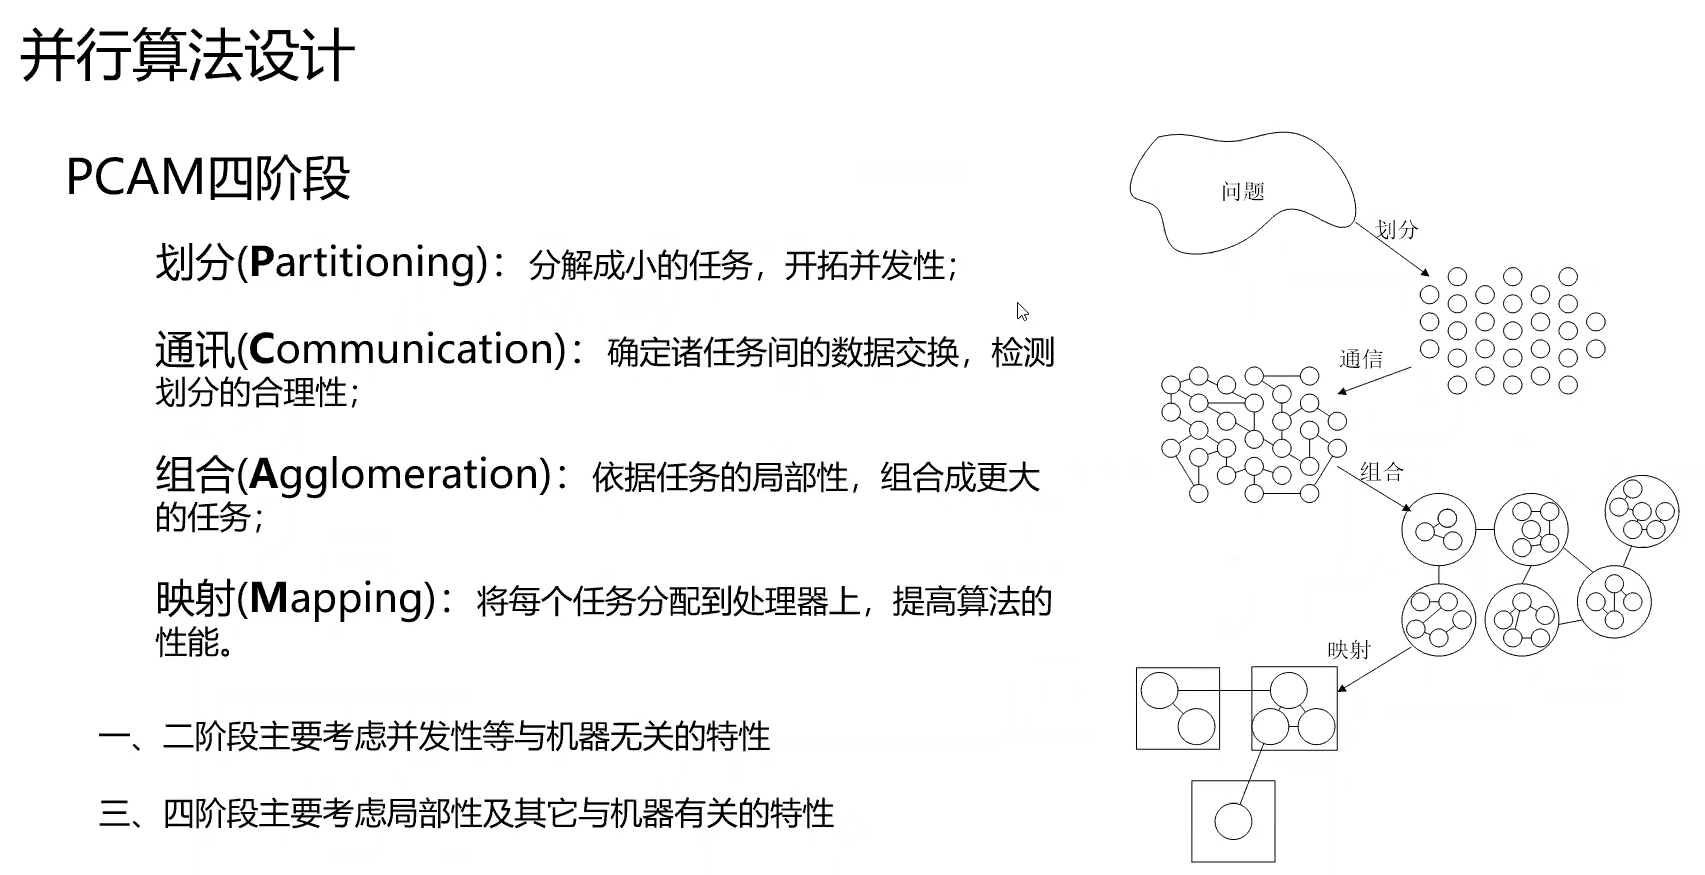 并行算法设计
PCAM四阶段
划分(Partitioning)：分解成小的任务，开拓并发性；
通讯(Communication)：确定诸任务间的数据交换，检测
划分的合理性；
组合(Agglomeration)：依据任务的局部性，组合成更大
的任务；
映射(Mapping)：将每个任务分配到处理器上，提高算法的
性能。
一、二阶段主要考虑并发性等与机器无关的特性
三、四阶段主要考虑局部性及其它与机器有关的特性
问题
划分
通信
组合
映射